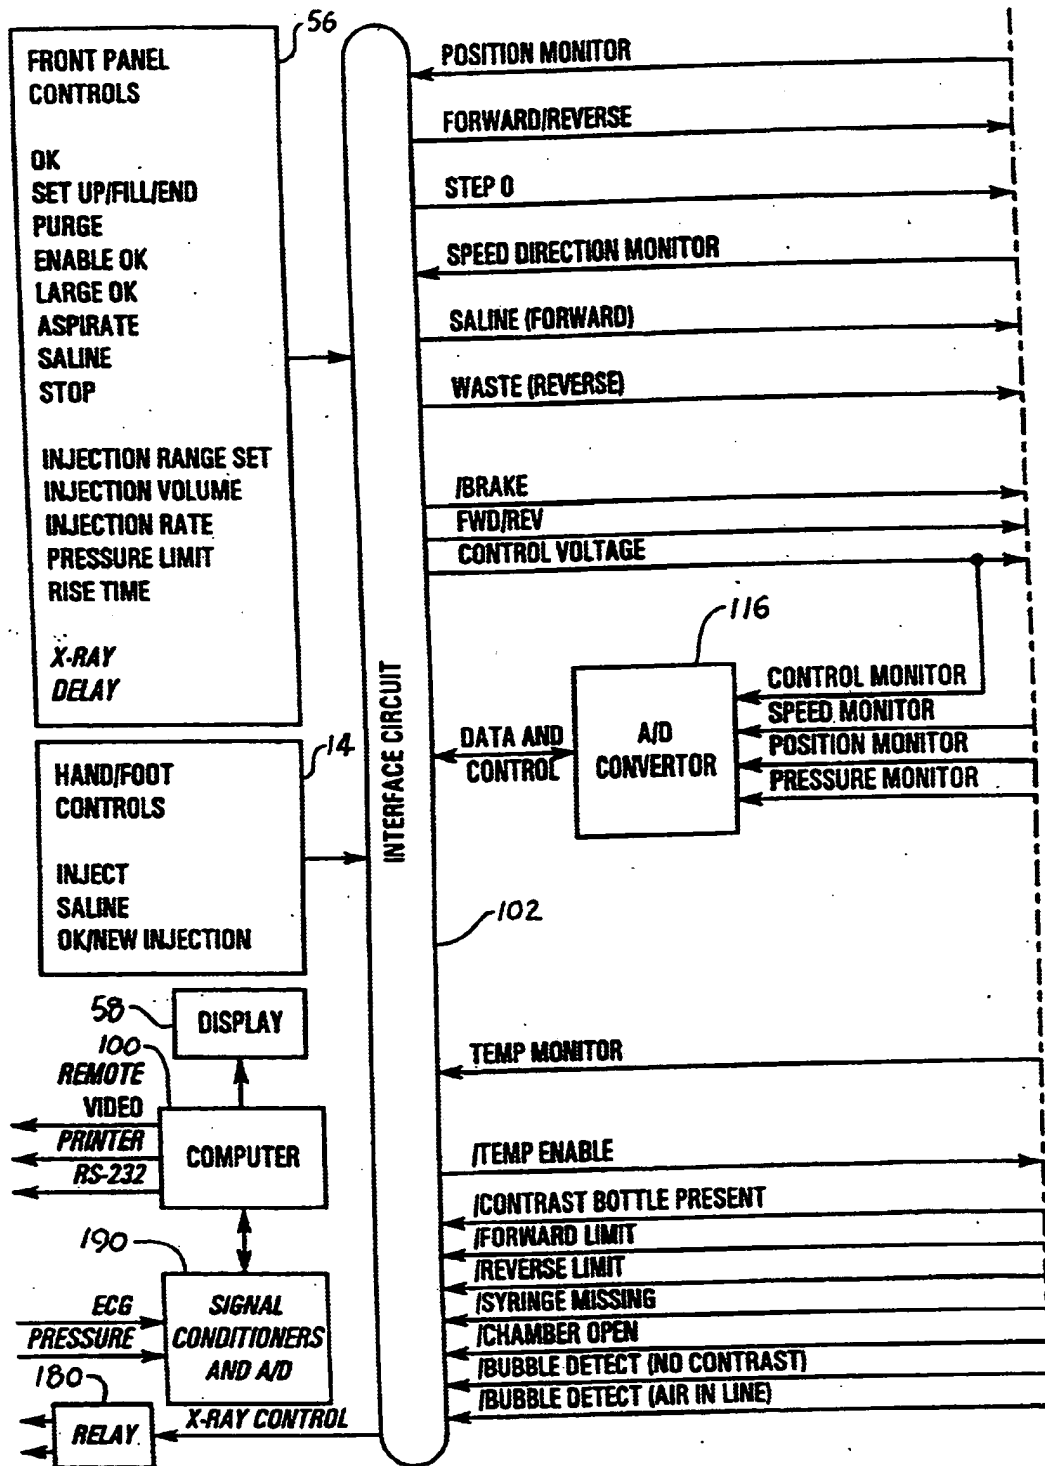 56
FRONT PANEL
CONTROLS
OK
SET UP/FILL/END
PURGE
ENABLE OK
LARGE OK
ASPIRATE
SALINE
STOP
INJECTION RANGE SET
INJECTION VOLUME
INJECTION RATE
PRESSURE LIMIT
RISE TIME
X-RAY
DELAY
14
HAND/FOOT
CONTROLS
INJECT
SALINE
OK/NEW INJECTION
58
DISPLAY
100
REMOTE
VIDEO
PRINTER
RS-232
COMPUTER
190
ECG
PRESSURE
SIGNAL
CONDITIONERS
AND A/D
180
RELAY
X-RAY CONTROL
INTERFACE CIRCUIT
102
POSITION MONITOR
FORWARD/REVERSE
STEP 0
SPEED DIRECTION MONITOR
SALINE (FORWARD)
WASTE (REVERSE)
/BRAKE
FWD/REV
CONTROL VOLTAGE
116
DATA AND
CONTROL
A/D
CONVERTOR
CONTROL MONITOR
SPEED MONITOR
POSITION MONITOR
PRESSURE MONITOR
TEMP MONITOR
/TEMP ENABLE
/CONTRAST BOTTLE PRESENT
/FORWARD LIMIT
/REVERSE LIMIT
/SYRINGE MISSING
/CHAMBER OPEN
/BUBBLE DETECT (NO CONTRAST)
/BUBBLE DETECT (AIR IN LINE)